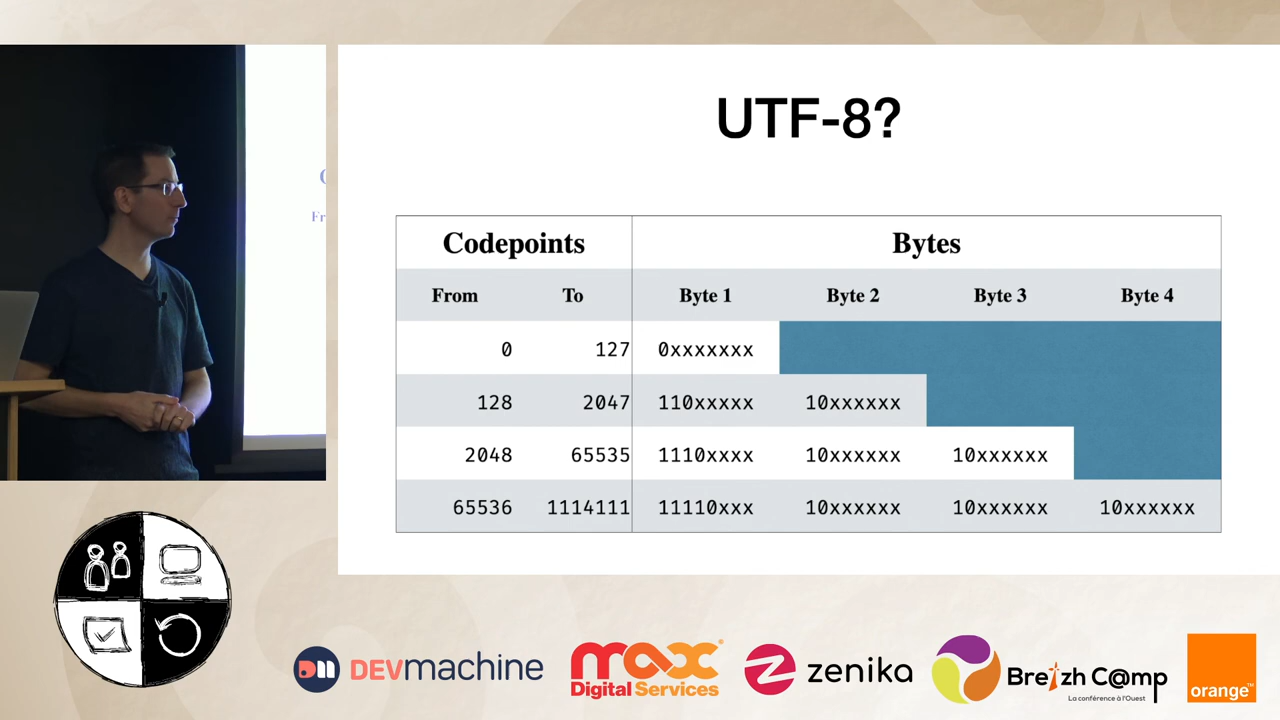 UTF-8?
Codepoints Bytes
From To Byte 1 Byte 2 Byte 3 Byte 4
0 127 0xxxxxxx
128 2047 110xxxxx 10xxxxxx
2048 65535 1110xxxx 10xxxxxx 10xxxxxx
65536 1114111 11110xxx 10xxxxxx 10xxxxxx 10xxxxxx
Fr
DEVmachine
max
Digital Services
zenika
Breizh C@mp
La conférence à l'Ouest
orange™